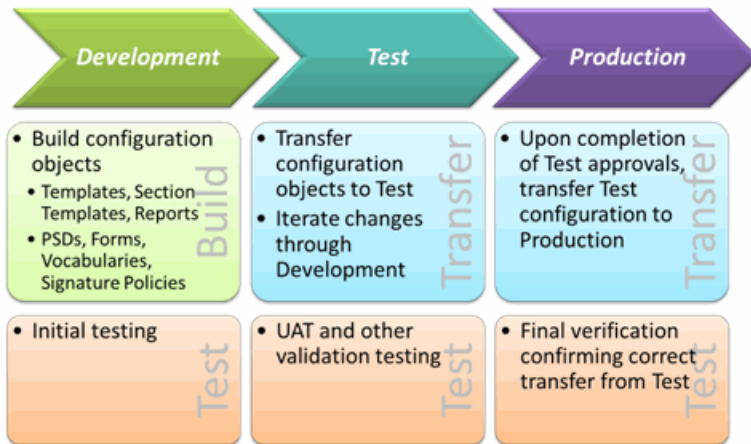 Development
Test
Production
• Build configuration
objects
• Templates, Section
Templates, Reports
• PSDs, Forms,
Vocabularies,
Signature Policies
Build
• Transfer
configuration
objects to Test
• Iterate changes
through
Development
Transfer
• Upon completion
of Test approvals,
transfer Test
configuration to
Production
Transfer
• Initial testing
Test
• UAT and other
validation testing
Test
• Final verification
confirming correct
transfer from Test
Test